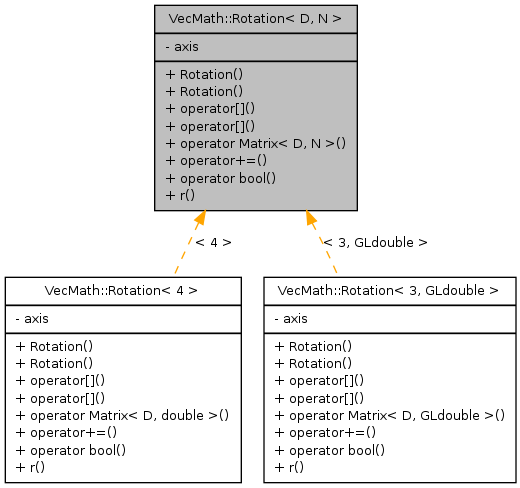 VecMath::Rotation< D, N >
- axis
+ Rotation()
+ Rotation()
+ operator[]()
+ operator[]()
+ operator Matrix< D, N >()
+ operator+=()
+ operator bool()
+ r()
< 4 >
< 3, GLdouble >
VecMath::Rotation< 4 >
- axis
+ Rotation()
+ Rotation()
+ operator[]()
+ operator[]()
+ operator Matrix< D, double >()
+ operator+=()
+ operator bool()
+ r()
VecMath::Rotation< 3, GLdouble >
- axis
+ Rotation()
+ Rotation()
+ operator[]()
+ operator[]()
+ operator Matrix< D, GLdouble >()
+ operator+=()
+ operator bool()
+ r()